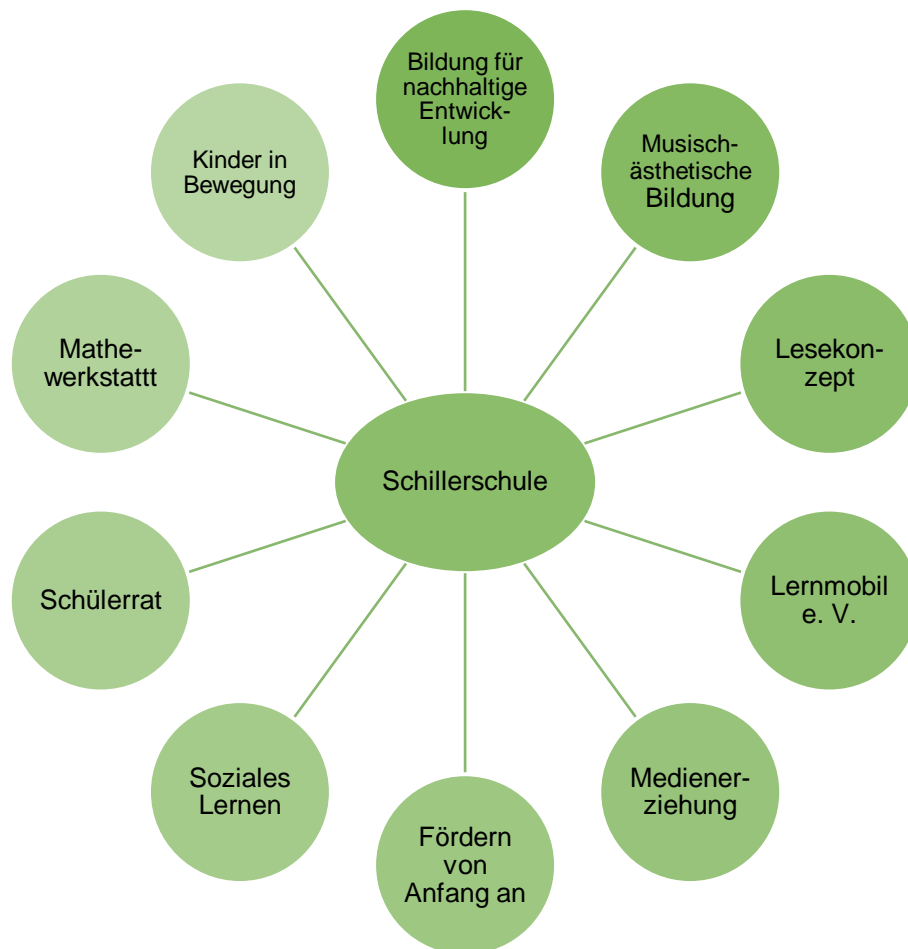 Bildung für
nachhaltige
Entwick-
lung
Musisch-
ästhetische
Bildung
Lesekon-
zept
Lernmobil
e. V.
Mediener-
ziehung
Fördern
von
Anfang an
Soziales
Lernen
Schülerrat
Mathe-
werkstattt
Kinder in
Bewegung
Schillerschule